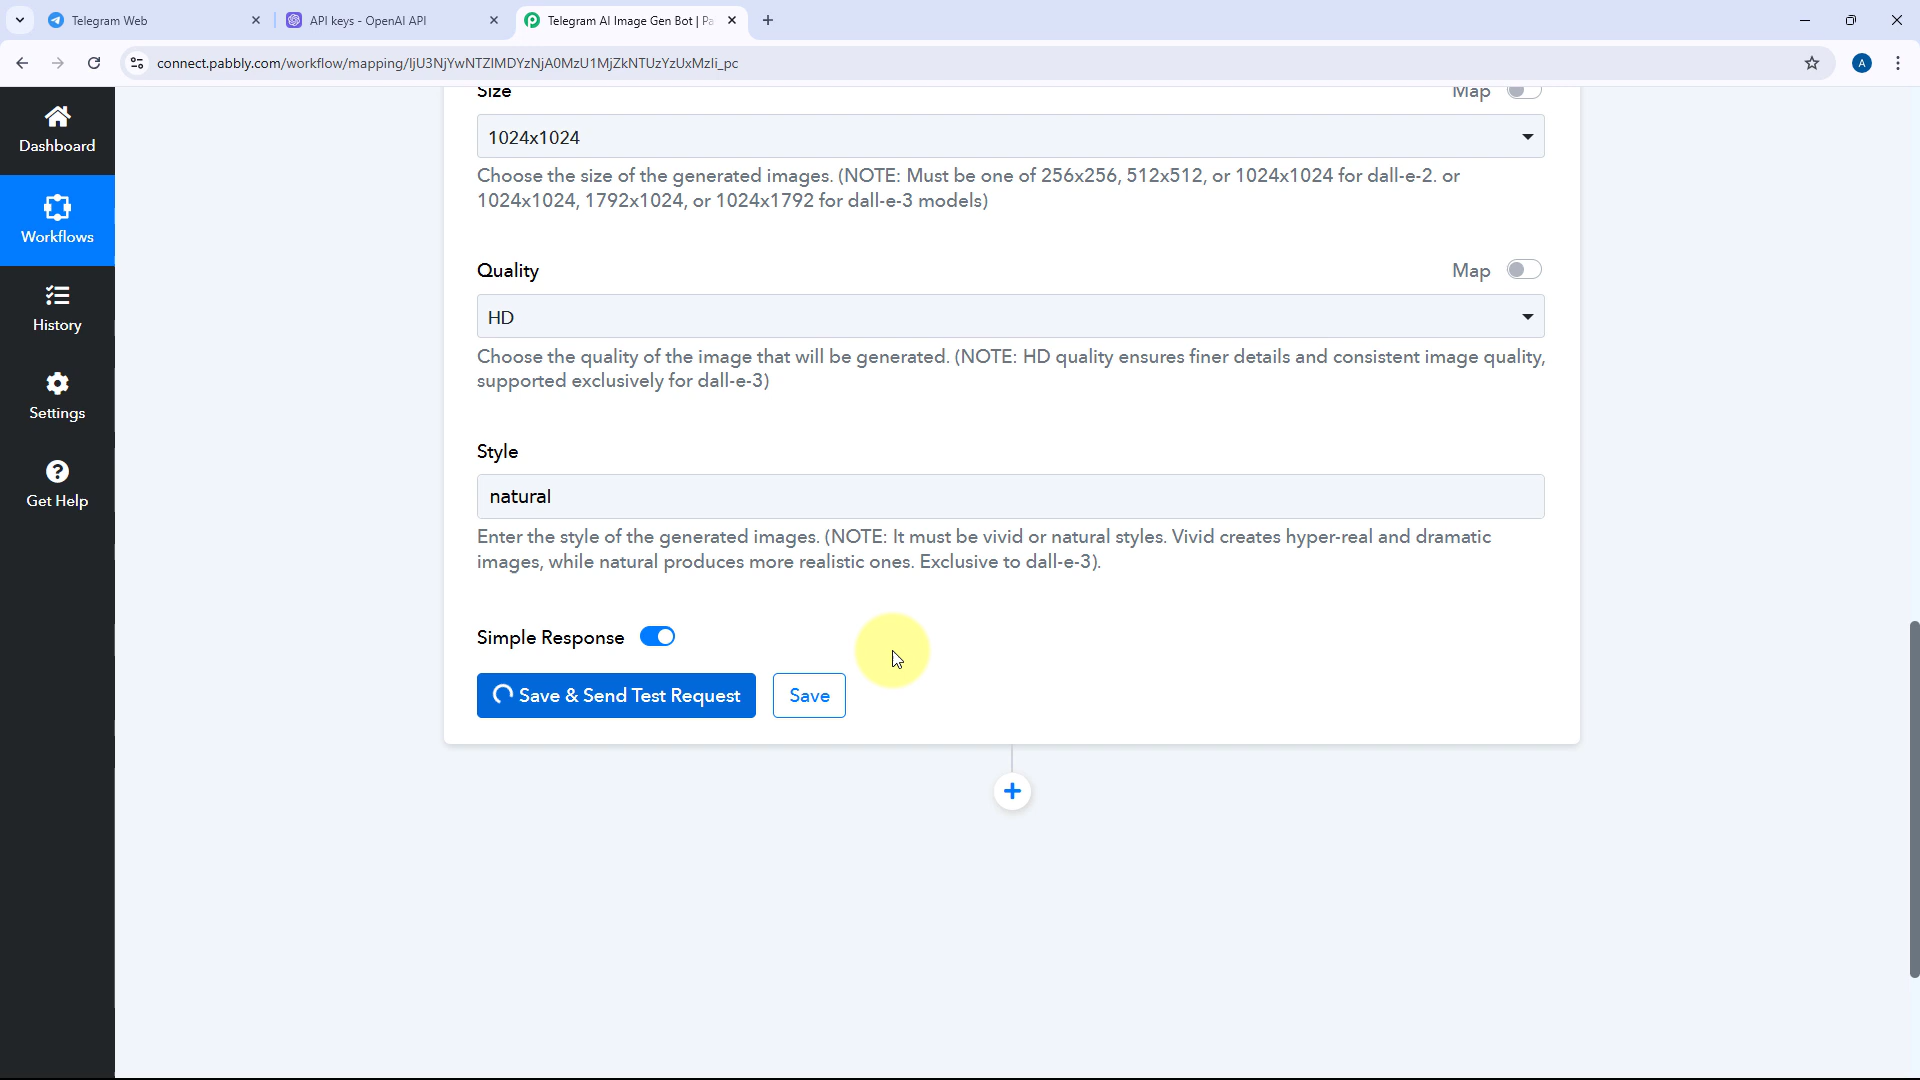 Telegram Web
API keys - OpenAI API
Telegram AI Image Gen Bot | Pa
connect.pabbly.com/workflow/mapping/IjU3NjYwNTZlMDYzNjA0MzU1MjZkNTUzYzUxMzIi_pc
A
Dashboard
Workflows
History
Settings
Get Help
Size
Map
1024x1024
Choose the size of the generated images. (NOTE: Must be one of 256x256, 512x512, or 1024x1024 for dall-e-2. or
1024x1024, 1792x1024, or 1024x1792 for dall-e-3 models)
Quality
Map
HD
Choose the quality of the image that will be generated. (NOTE: HD quality ensures finer details and consistent image quality,
supported exclusively for dall-e-3)
Style
natural
Enter the style of the generated images. (NOTE: It must be vivid or natural styles. Vivid creates hyper-real and dramatic
images, while natural produces more realistic ones. Exclusive to dall-e-3).
Simple Response
Save & Send Test Request
Save